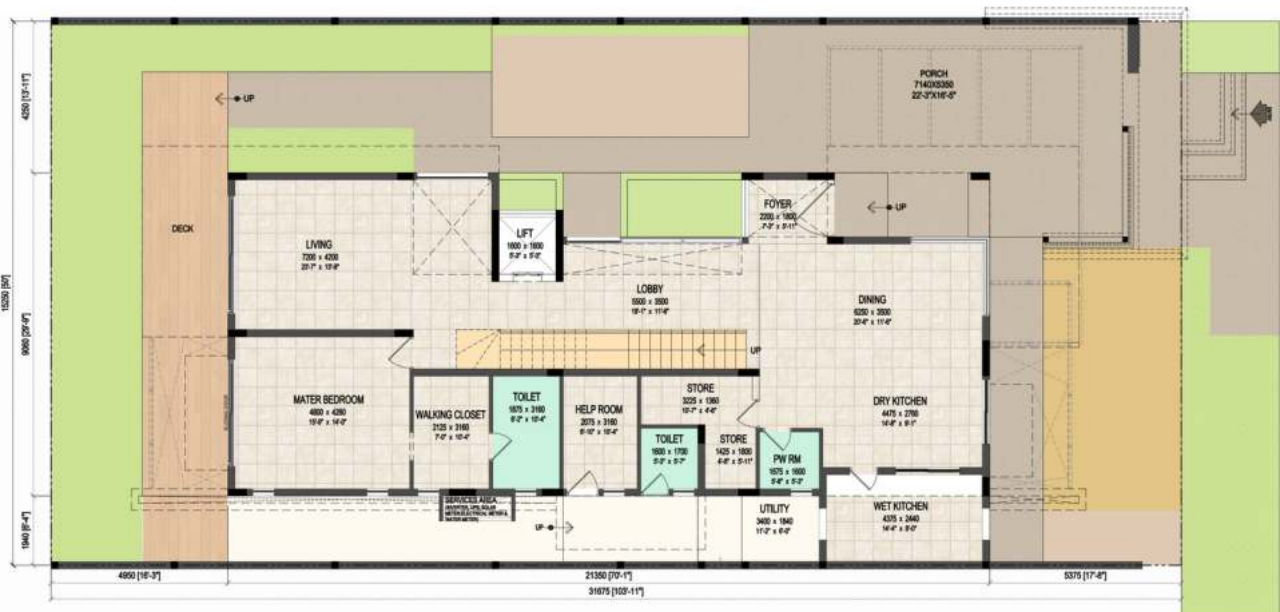 PORCH
7140X5350
22'-3"X16'-5"
UP
4250 [13'-11"]
DECK
LIVING
7200 x 4200
LIFT
1600 x 1600
5'-3" x 5'-3"
FOYER
2200 x 1800
7'-2" x 5'-11"
UP
LOBBY
5500 x 3500
18'-1" x 11'-6"
DINING
6250 x 3500
20'-6" x 11'-6"
15250 [50']
9060 [29'-9"]
UP
MATER BEDROOM
4800 x 4280
15'-9" x 14'-0"
WALKING CLOSET
2125 x 3160
7'-0" x 10'-4"
TOILET
1875 x 3160
6'-2" x 10'-4"
HELP ROOM
2075 x 3160
6'-10" x 10'-4"
STORE
3225 x 1360
10'-7" x 4'-6"
DRY KITCHEN
4475 x 2760
14'-8" x 9'-1"
TOILET
1600 x 1700
5'-3" x 5'-7"
STORE
1425 x 1800
4'-8" x 5'-11"
PW RM
1675 x 1600
5'-6" x 5'-3"
SERVICES AREA
UP
UTILITY
3400 x 1840
11'-2" x 6'-0"
WET KITCHEN
4375 x 2440
14'-4" x 8'-0"
1940 [6'-4"]
4950 [16'-3"]
21350 [70'-1"]
5375 [17'-8"]
31675 [103'-11"]